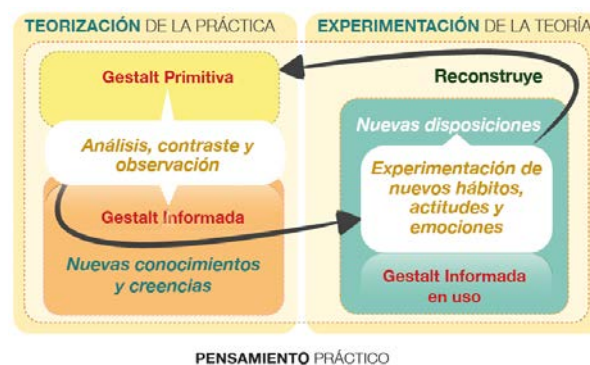 TEORIZACIÓN DE LA PRÁCTICA
Gestalt Primitiva
Análisis, contraste y
observación
Gestalt Informada
Nuevas conocimientos
y creencias
EXPERIMENTACIÓN DE LA TEORÍA
Reconstruye
Nuevas disposiciones
Experimentación de
nuevos hábitos,
actitudes y
emociones
Gestalt Informada
en uso
PENSAMIENTO PRÁCTICO